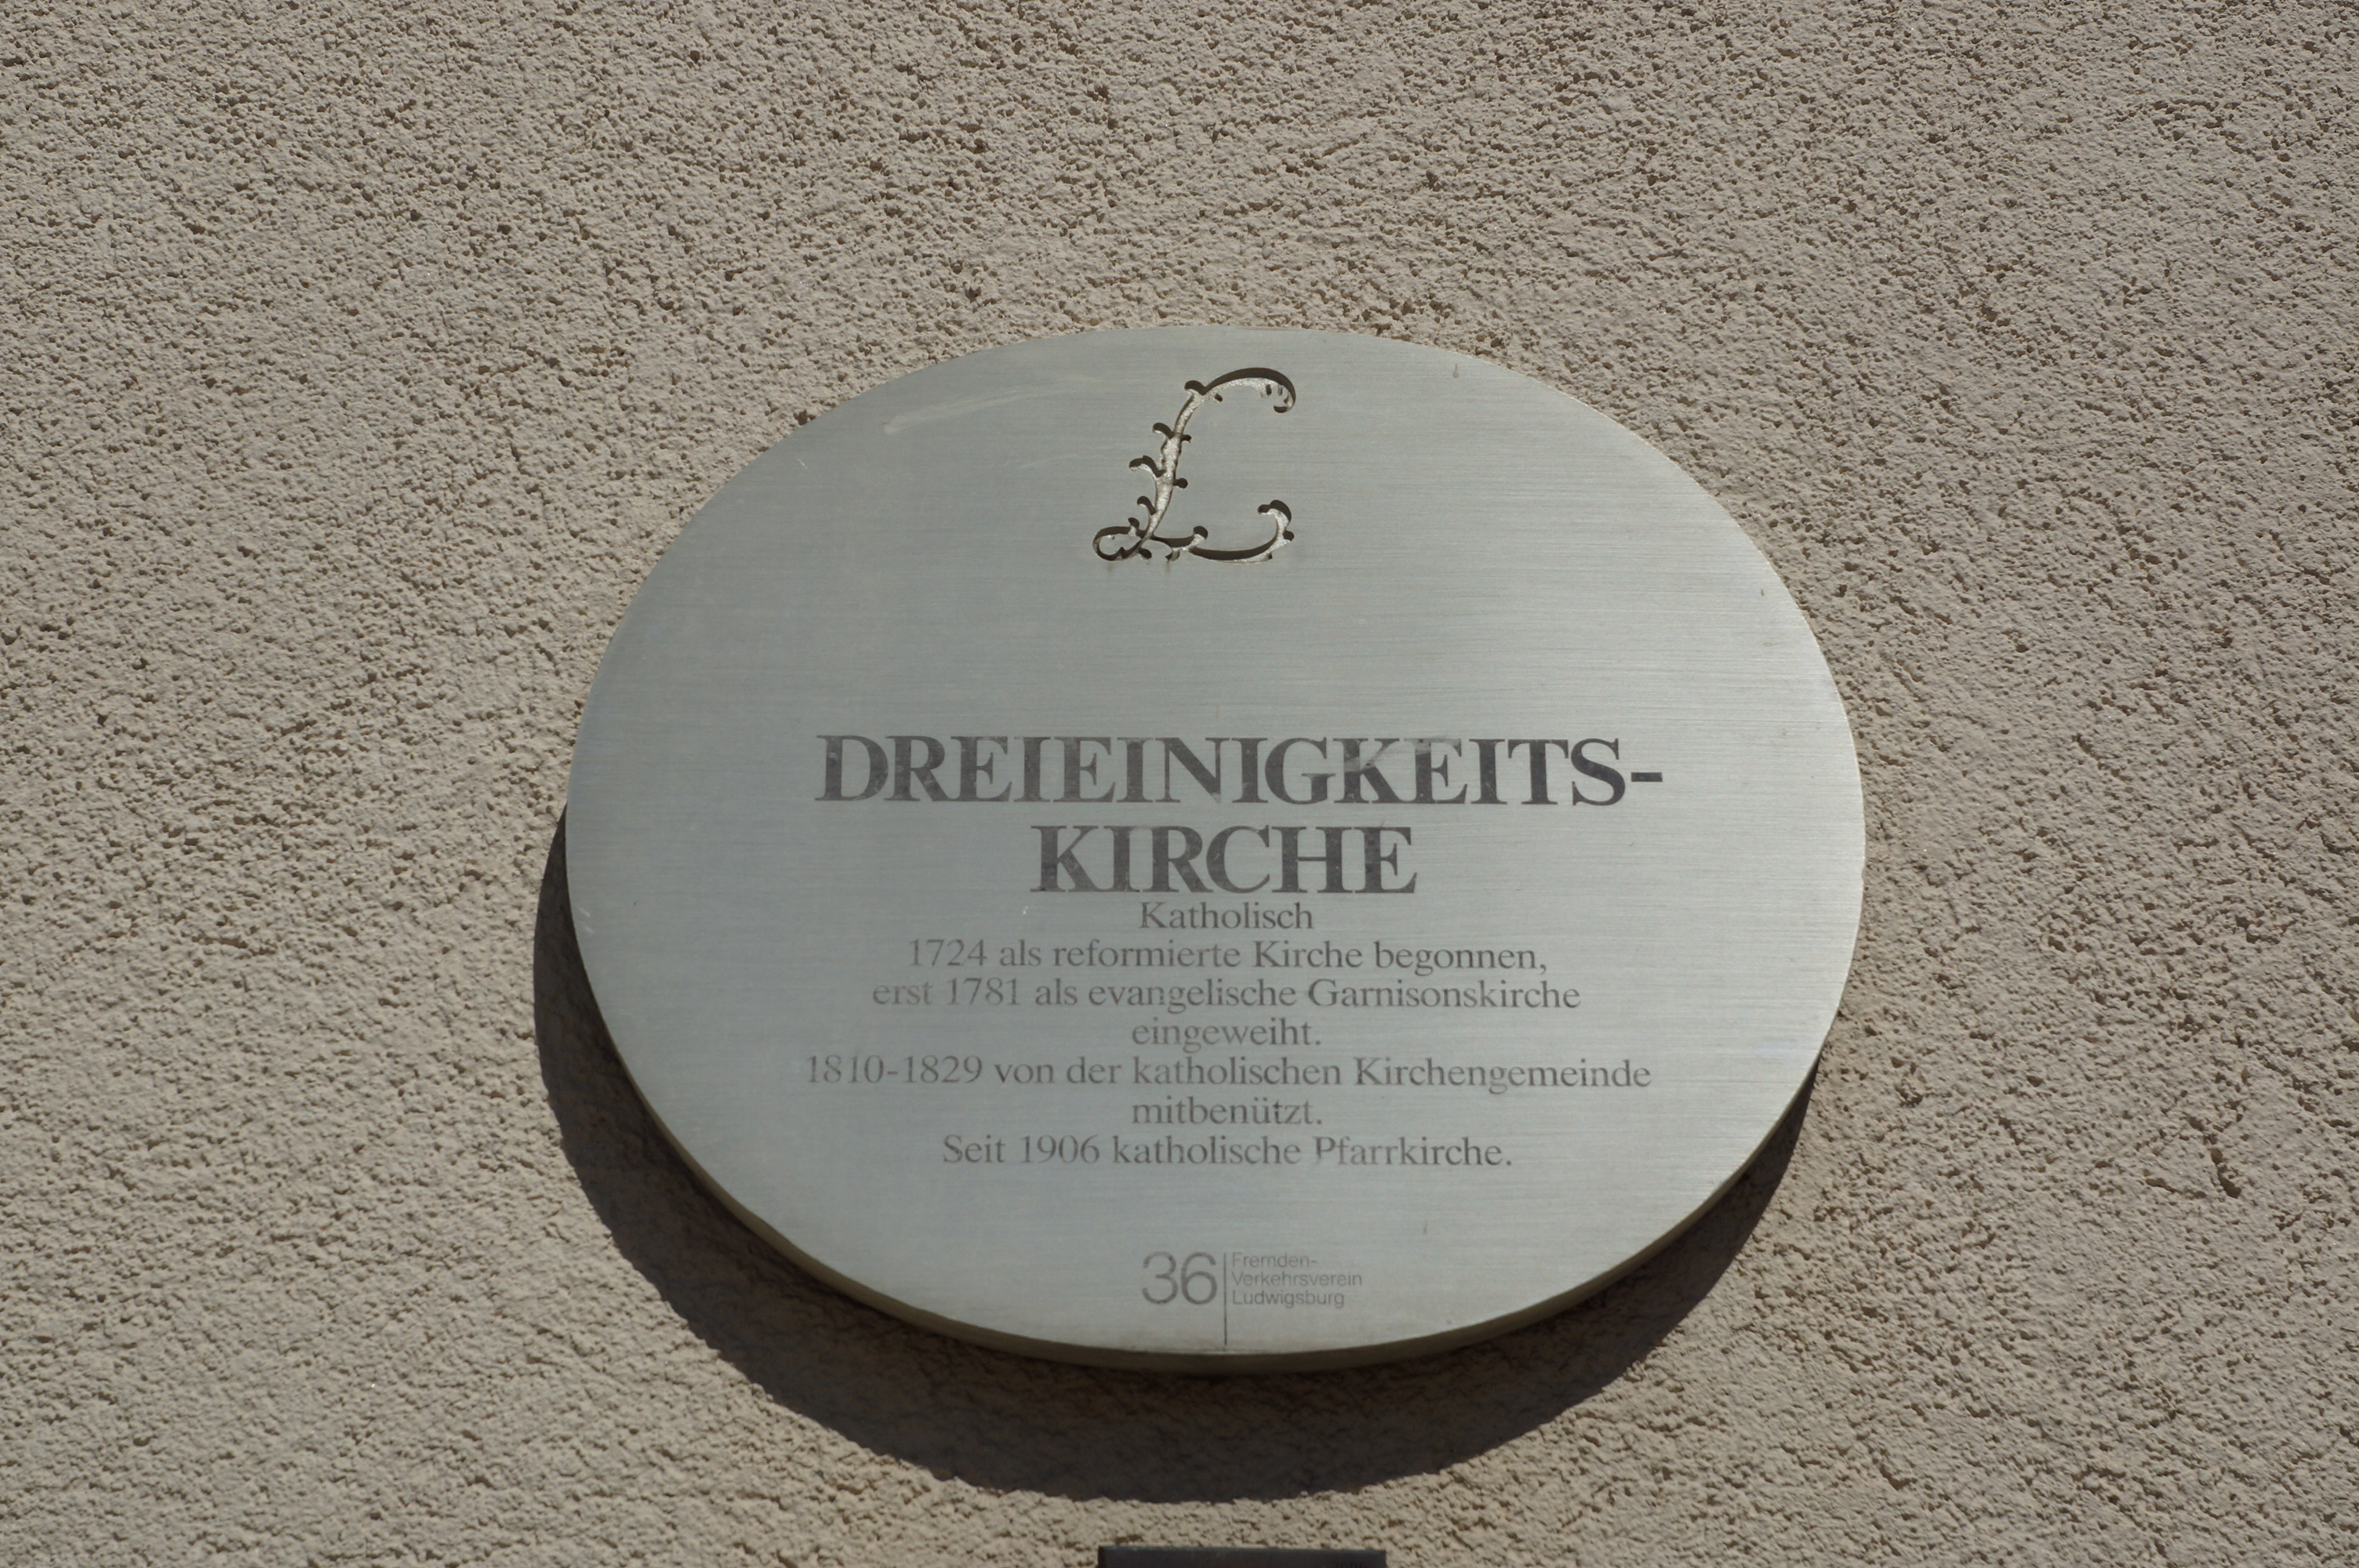 L
DREIEINIGKEITS-
KIRCHE
Katholisch
1724 als reformierte Kirche begonnen,
erst 1781 als evangelische Garnisonskirche
eingeweiht.
1810-1829 von der katholischen Kirchengemeinde
mitbenützt.
Seit 1906 katholische Pfarrkirche.
36
Fremden-
Verkehrsverein
Ludwigsburg